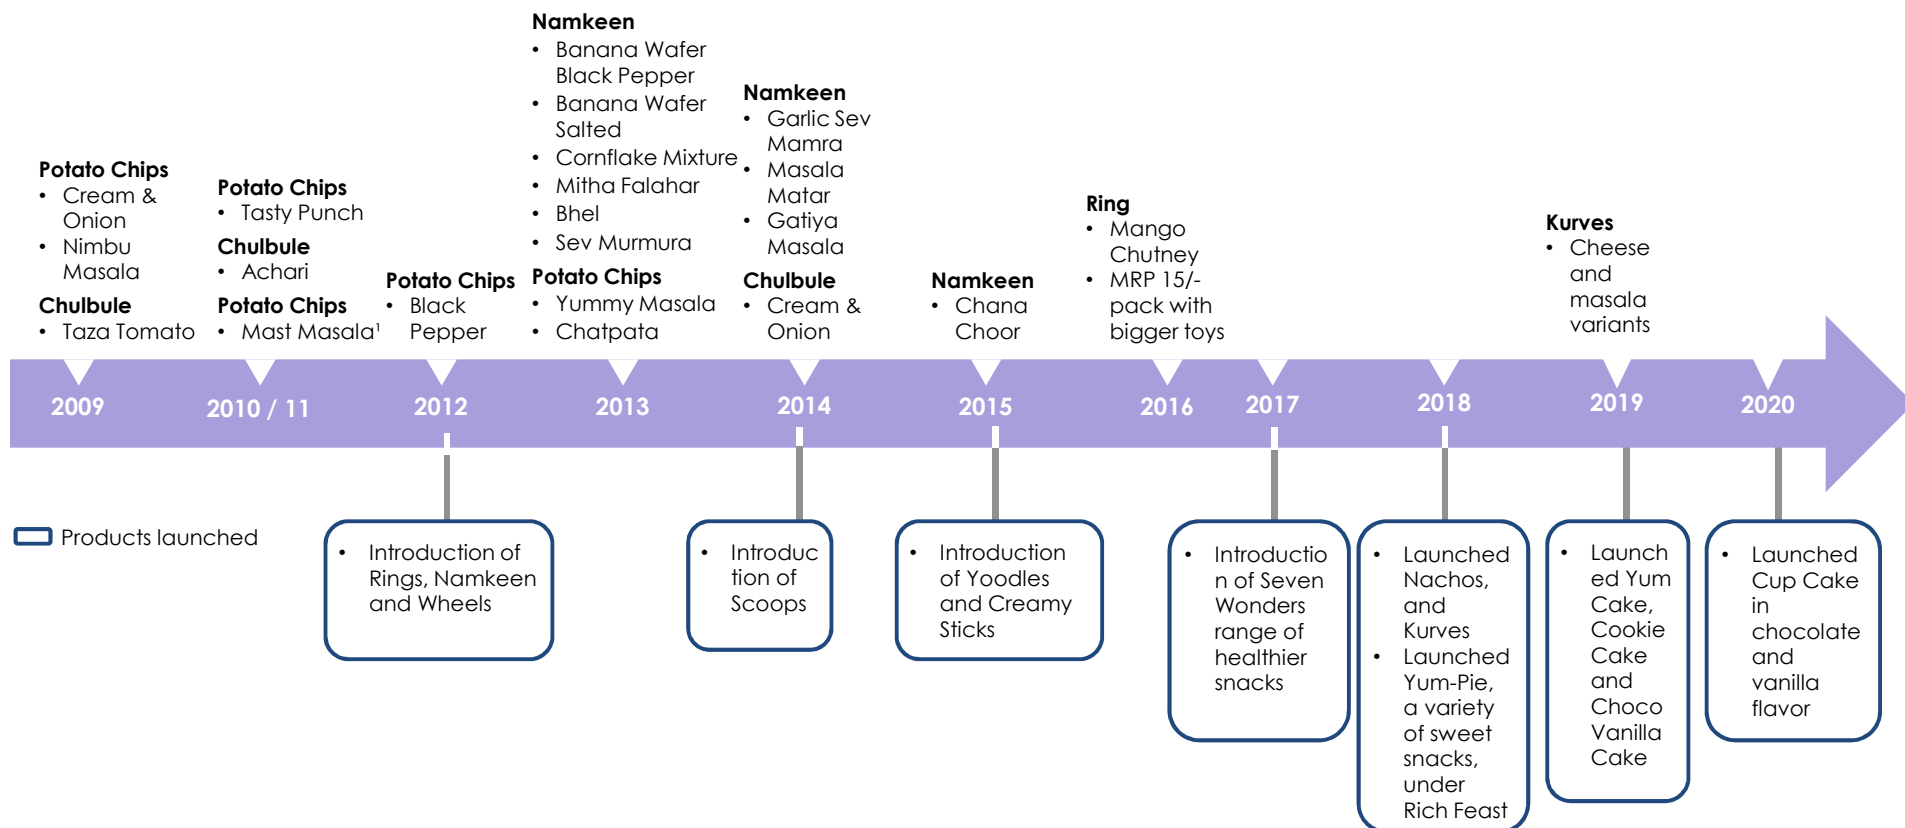 Potato Chips
• Cream &
Onion
• Nimbu
Masala
Chulbule
• Taza Tomato
Potato Chips
• Tasty Punch
Chulbule
• Achari
Potato Chips
• Mast Masala¹
Potato Chips
• Black
Pepper
Namkeen
• Banana Wafer
Black Pepper
• Banana Wafer
Salted
• Cornflake Mixture
• Mitha Falahar
• Bhel
• Sev Murmura
Potato Chips
• Yummy Masala
• Chatpata
Namkeen
• Garlic Sev
Mamra
• Masala
Matar
• Gatiya
Masala
Chulbule
• Cream &
Onion
Namkeen
• Chana
Choor
Ring
• Mango
Chutney
• MRP 15/-
pack with
bigger toys
Kurves
• Cheese
and
masala
variants
2009
2010 / 11
2012
2013
2014
2015
2016
2017
2018
2019
2020
Products launched
• Introduction of
Rings, Namkeen
and Wheels
• Introduc
tion of
Scoops
• Introduction
of Yoodles
and Creamy
Sticks
• Introductio
n of Seven
Wonders
range of
healthier
snacks
• Launched
Nachos,
and
Kurves
• Launched
Yum-Pie,
a variety
of sweet
snacks,
under
Rich Feast
• Launch
ed Yum
Cake,
Cookie
Cake
and
Choco
Vanilla
Cake
• Launched
Cup Cake
in
chocolate
and
vanilla
flavor